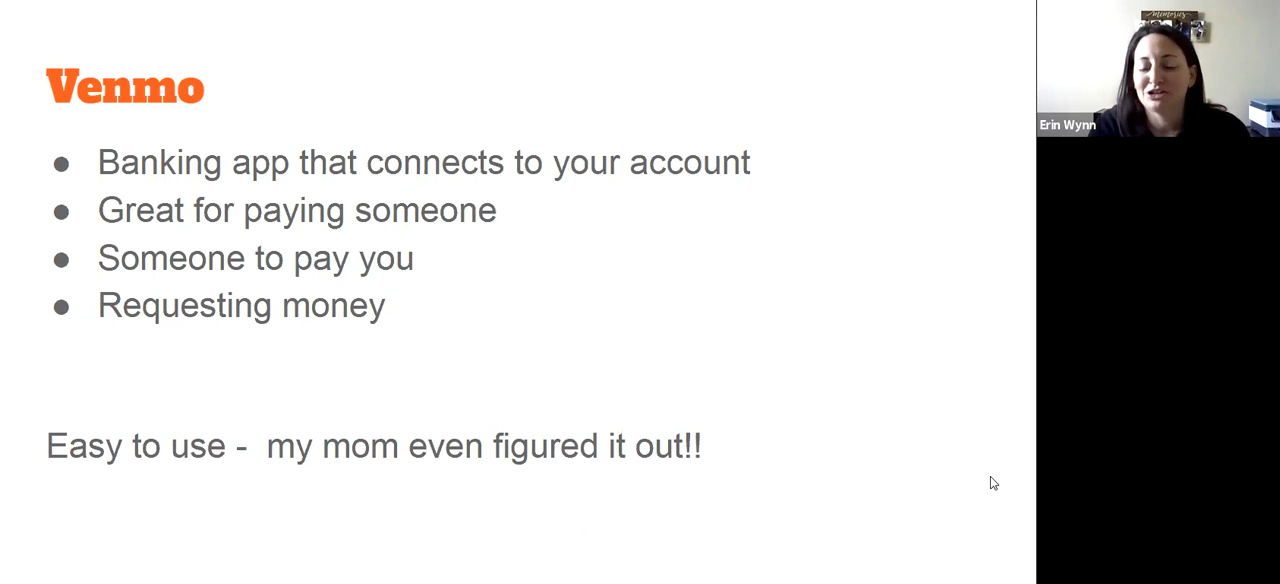 Venmo
● Banking app that connects to your account
● Great for paying someone
● Someone to pay you
● Requesting money
Easy to use -  my mom even figured it out!!
memories
Erin Wynn